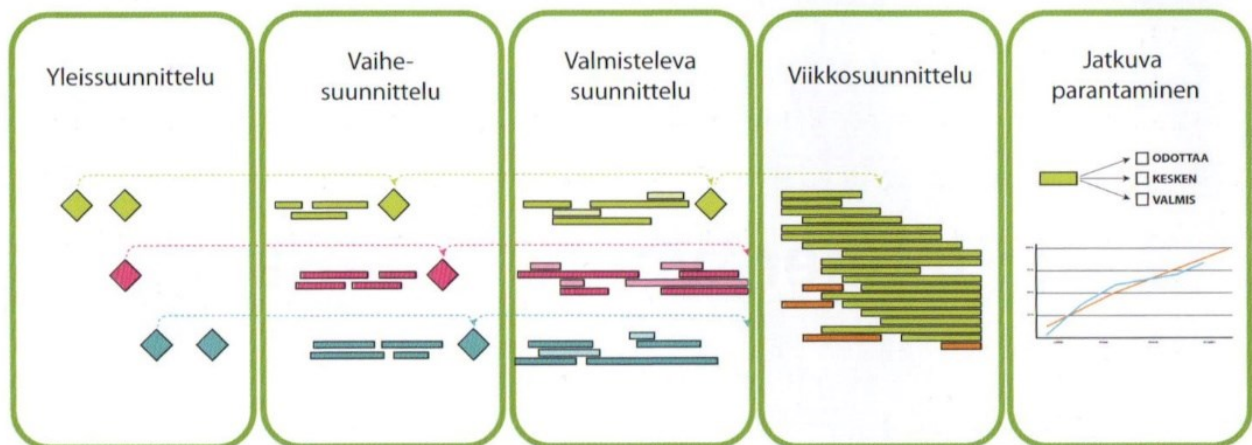 Yleissuunnittelu
Vaihe-
suunnittelu
Valmisteleva
suunnittelu
Viikkosuunnittelu
Jatkuva
parantaminen
ODOTTAA
KESKEN
VALMIS